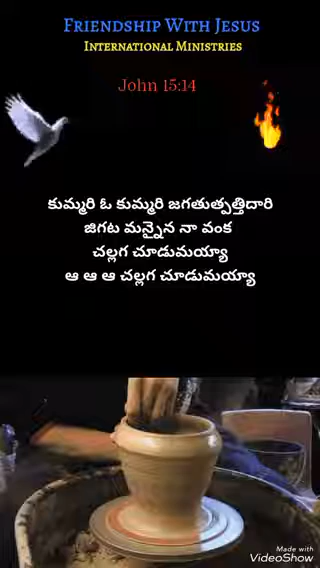 Friendship With Jesus
International Ministries
John 15:14
కుమ్మరి ఓ కుమ్మరి జగతుత్పత్తిదారి
జిగట మన్నైన నా వంక
చల్లగ చూడుమయ్యా
ఆ ఆ ఆ చల్లగ చూడుమయ్యా
Made with
VideoShow